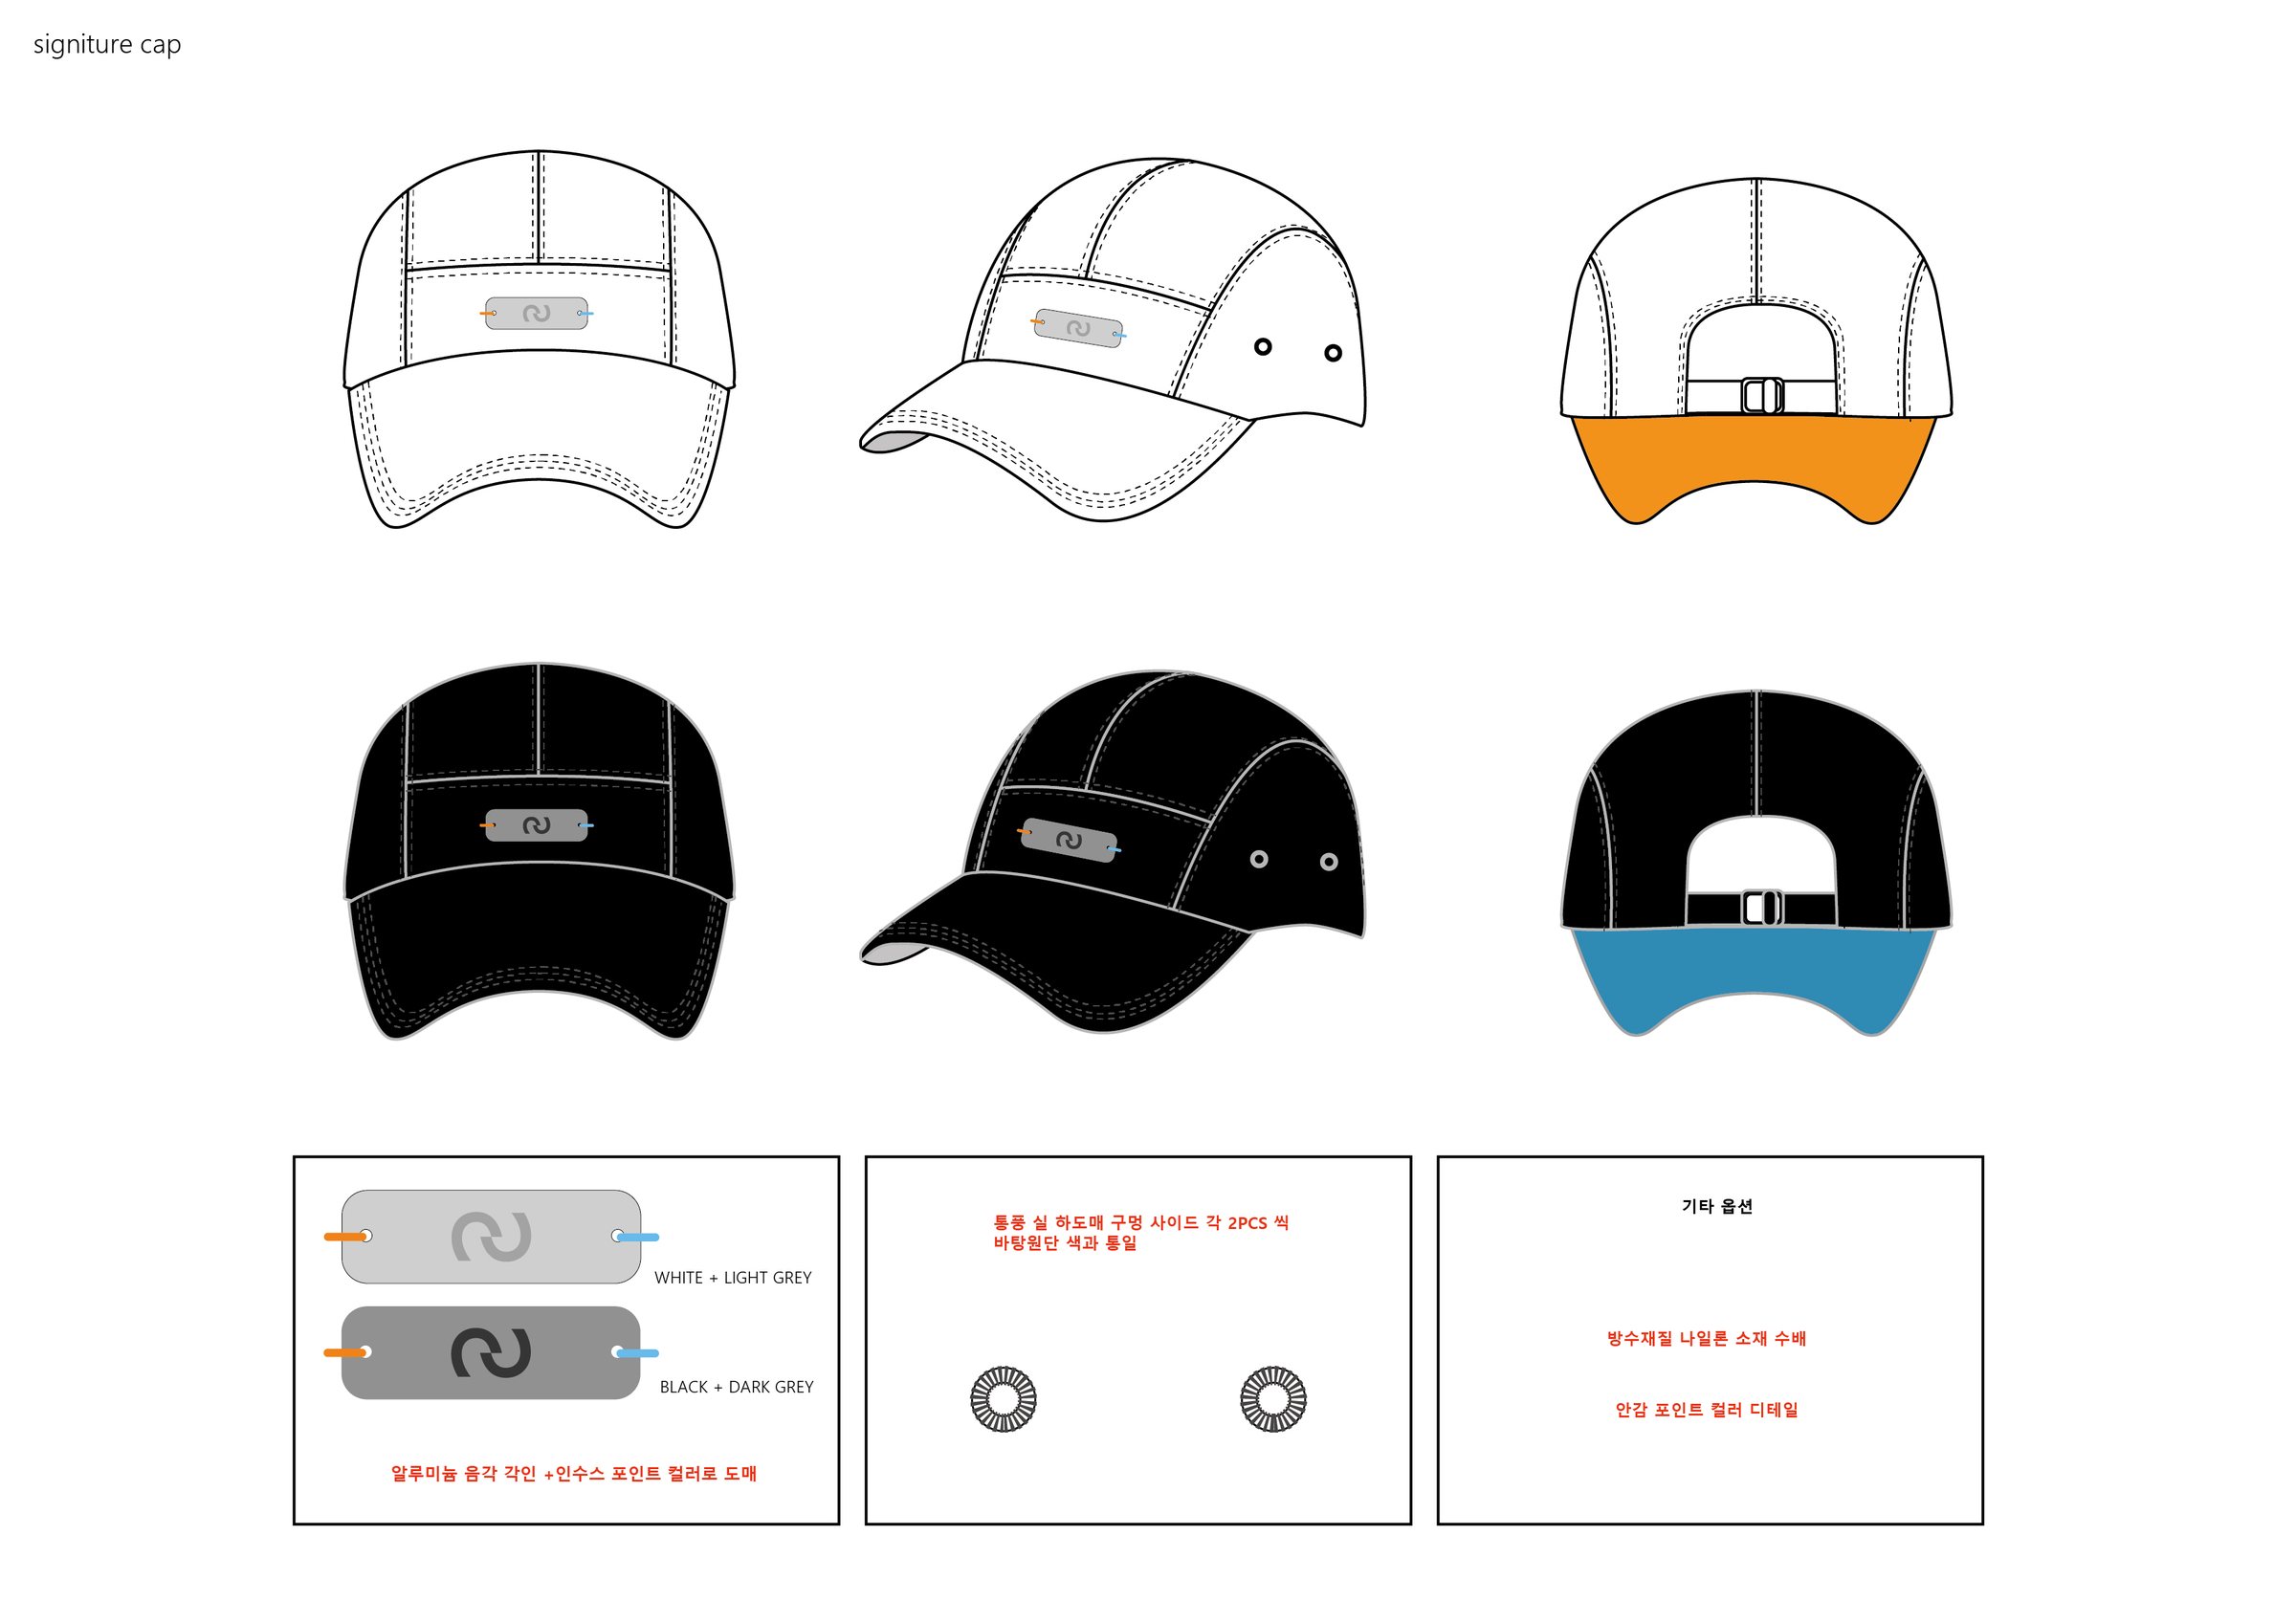 signiture cap
WHITE + LIGHT GREY
BLACK + DARK GREY
알루미늄 음각 각인 +인수스 포인트 컬러로 도매
통풍 실 하도매 구멍 사이드 각 2PCS 씩
바탕원단 색과 통일
기타 옵션
방수재질 나일론 소재 수배
안감 포인트 컬러 디테일